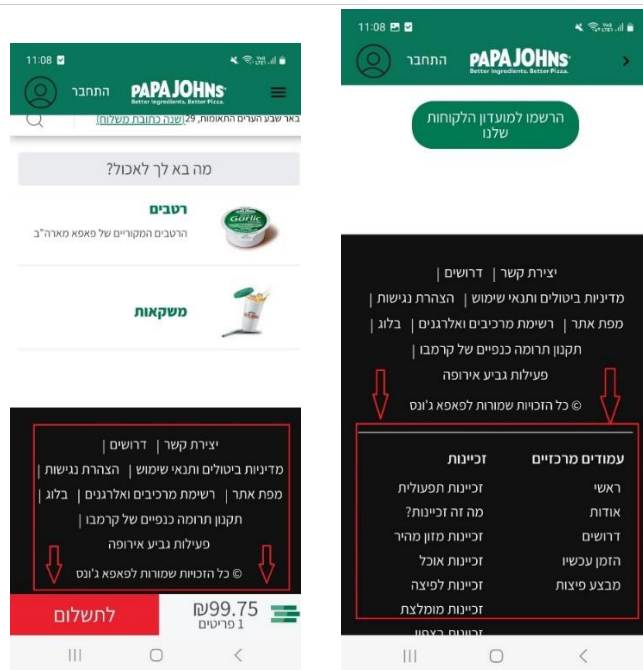 11:08
התחבר
PAPA JOHNS
Better Ingredients. Better Pizza.
באר שבע הערים התאומות, 29 (שנה כתובת משלוח)
מה בא לך לאכול?
רטבים
הרטבים המקוריים של פאפא מארה"ב
Garlic
משקאות
יצירת קשר | דרושים |
מדיניות ביטולים ותנאי שימוש | הצהרת נגישות |
מפת אתר | רשימת מרכיבים ואלרגנים | בלוג |
תקנון תרומה כנפיים של קרמבו |
פעילות גביע אירופה
© כל הזכויות שמורות לפאפא ג'ונס
לתשלום
₪99.75
1 פריטים
11:08
התחבר
PAPA JOHNS
Better Ingredients. Better Pizza.
הרשמו למועדון הלקוחות
שלנו
יצירת קשר | דרושים |
מדיניות ביטולים ותנאי שימוש | הצהרת נגישות |
מפת אתר | רשימת מרכיבים ואלרגנים | בלוג |
תקנון תרומה כנפיים של קרמבו |
פעילות גביע אירופה
© כל הזכויות שמורות לפאפא ג'ונס
עמודים מרכזיים
ראשי
אודות
דרושים
הזמן עכשיו
מבצע פיצות
זכיינות
זכיינות תפעולית
מה זה זכיינות?
זכיינות מזון מהיר
זכיינות אוכל
זכיינות לפיצה
זכיינות מומלצת
זכיינות בצפון